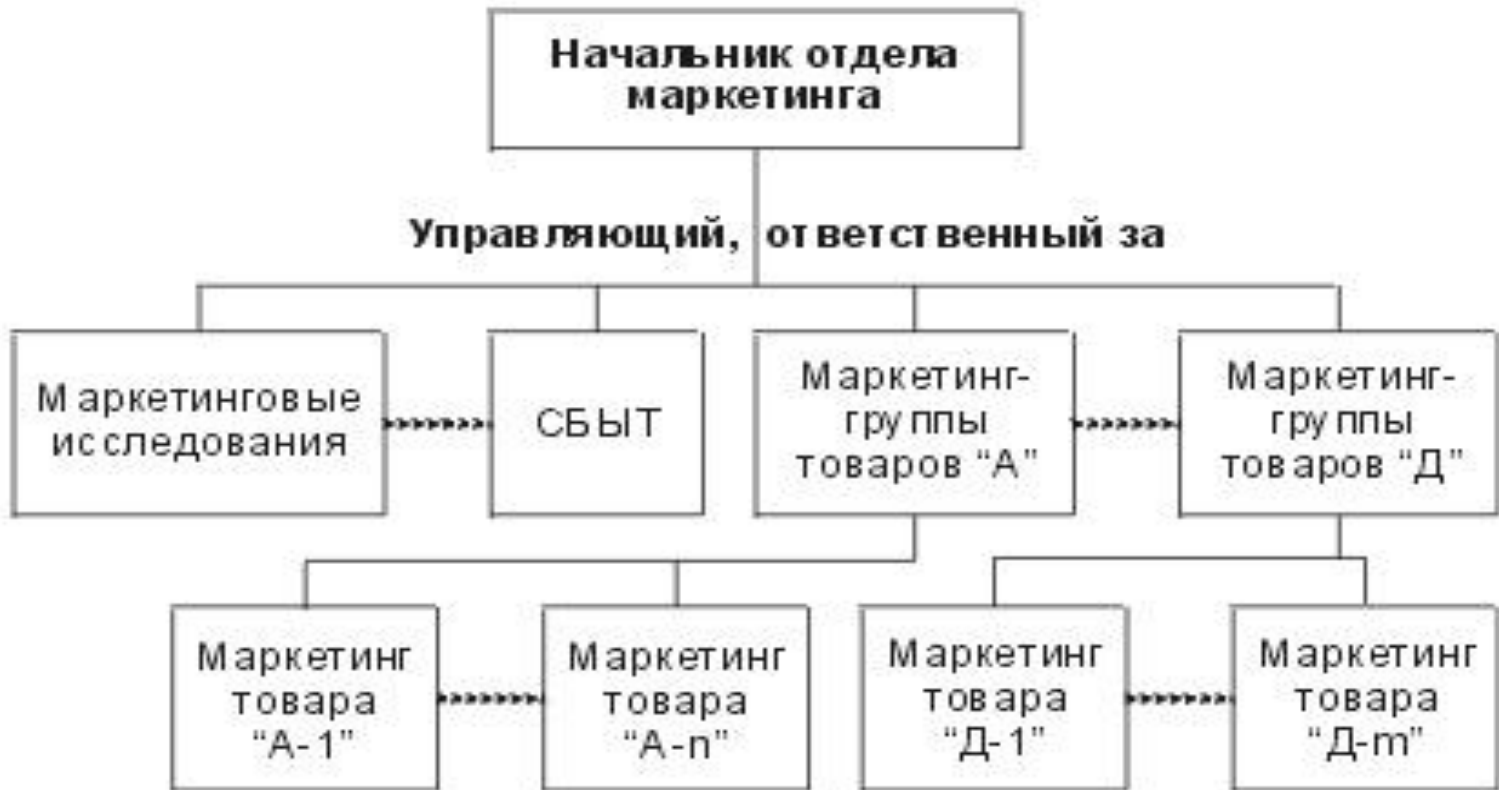 Начальник отдела
маркетинга
Управляющий, ответственный за
Маркетинговые
исследования
СБЫТ
Маркетинг-
группы
товаров “А”
Маркетинг-
группы
товаров “Д”
Маркетинг
товара
“А-1”
Маркетинг
товара
“А-n”
Маркетинг
товара
“Д-1”
Маркетинг
товара
“Д-m”